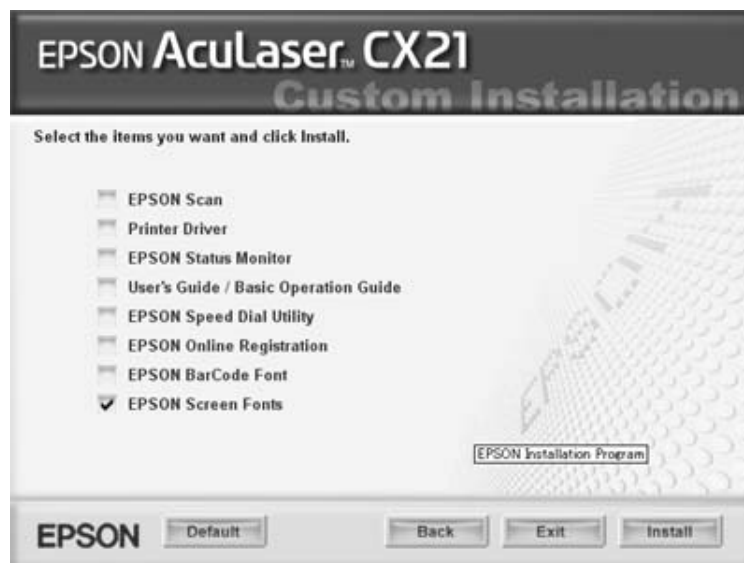 EPSON AcuLaser™ CX21
Custom Installation
Select the items you want and click Install.
EPSON Scan
Printer Driver
EPSON Status Monitor
User's Guide / Basic Operation Guide
EPSON Speed Dial Utility
EPSON Online Registration
EPSON BarCode Font
EPSON Screen Fonts
EPSON
EPSON Installation Program
EPSON
Default
Back
Exit
Install